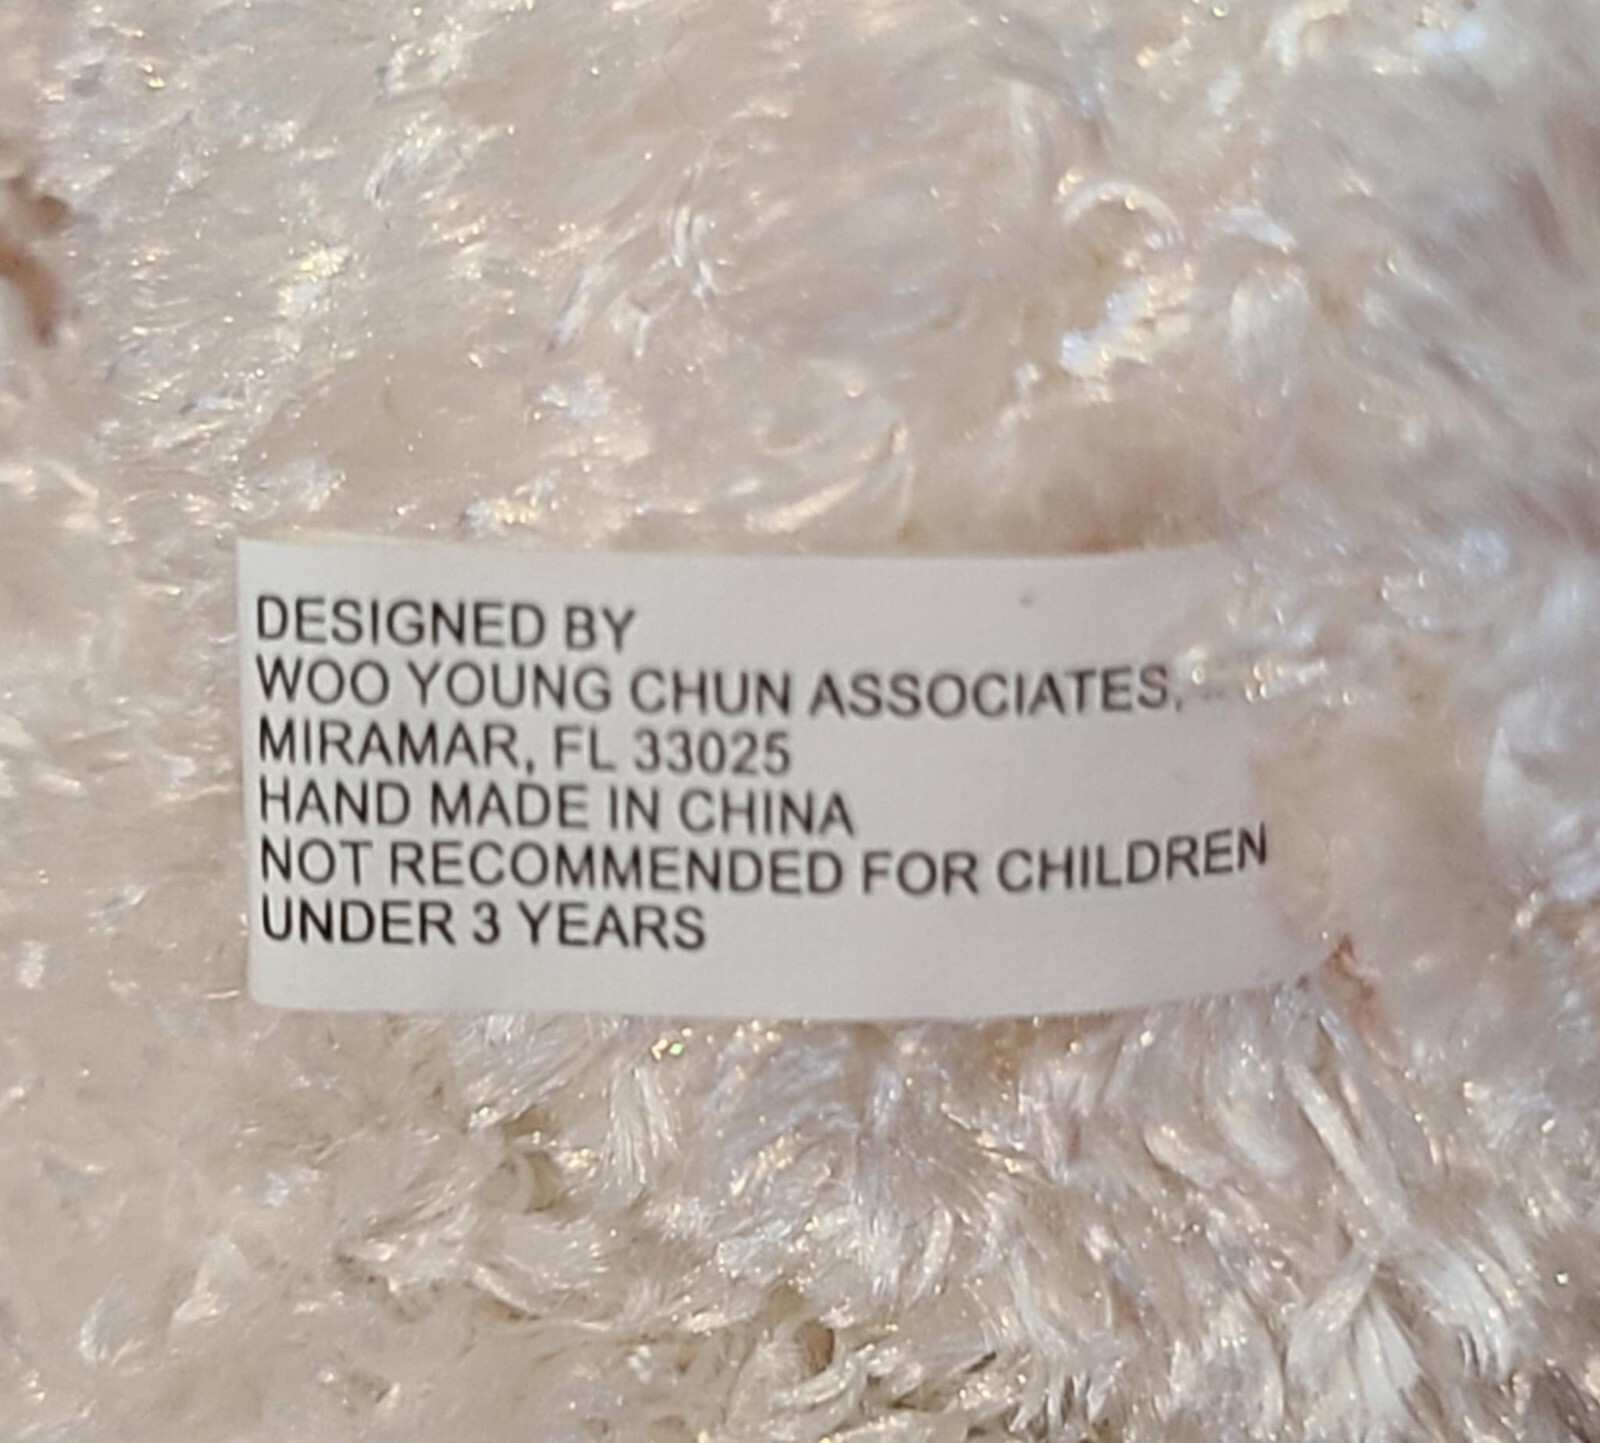 DESIGNED BY
WOO YOUNG CHUN ASSOCIATES,
MIRAMAR, FL 33025
HAND MADE IN CHINA
NOT RECOMMENDED FOR CHILDREN
UNDER 3 YEARS